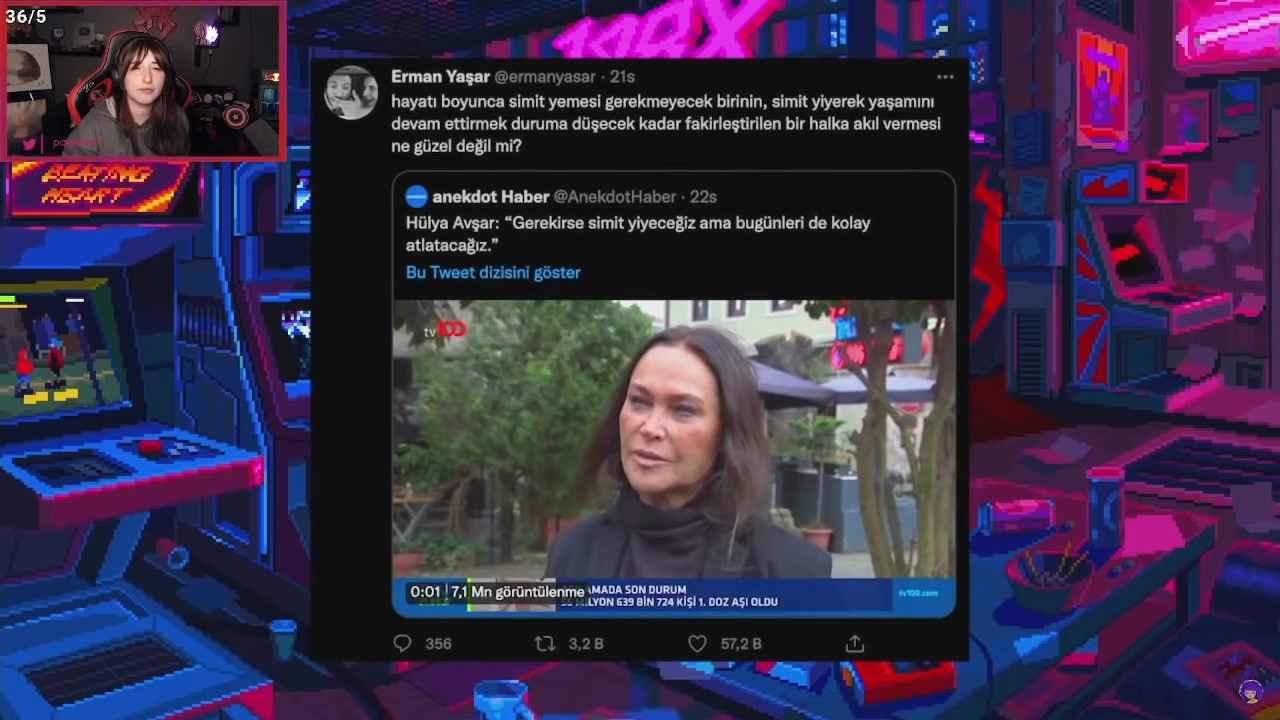 36/5
Erman Yaşar @ermanyasar · 21s
hayatı boyunca simit yemesi gerekmeyecek birinin, simit yiyerek yaşamını
devam ettirmek duruma düşecek kadar fakirleştirilen bir halka akıl vermesi
ne güzel değil mi?
anekdot Haber @AnekdotHaber · 22s
Hülya Avşar: “Gerekirse simit yiyeceğiz ama bugünleri de kolay
atlatacağız.”
Bu Tweet dizisini göster
tv100
0:01 7,1 Mn görüntülenme
SON DURUM
MİLYON 639 BİN 724 KİŞİ 1. DOZ AŞI OLDU
tv100.com
356
3,2 B
57,2 B
BEATING
HEART